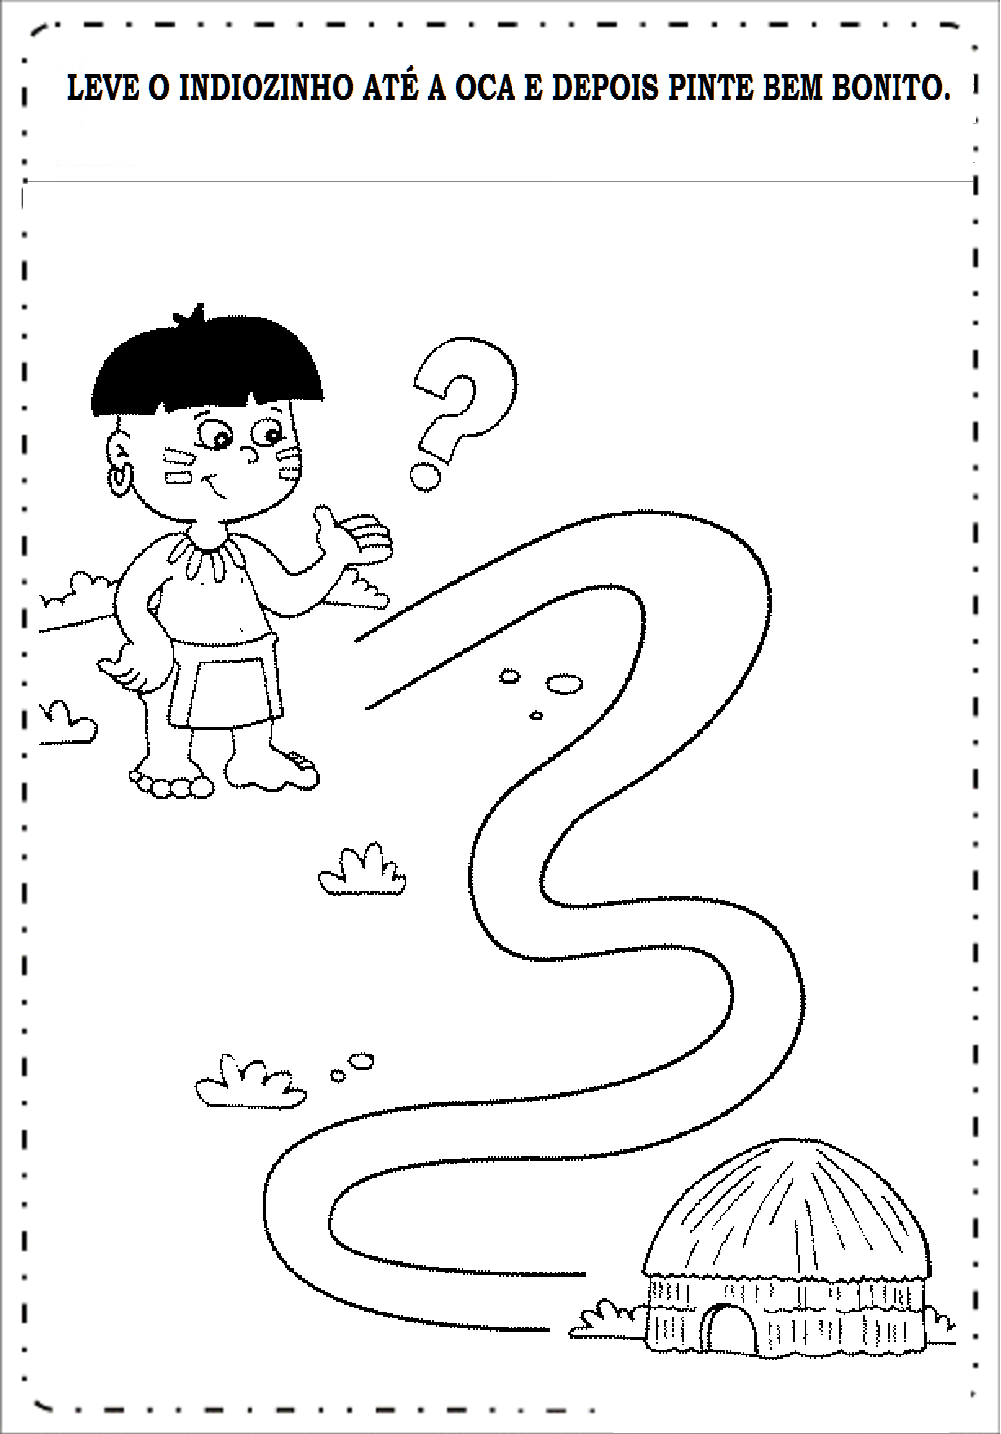 LEVE O INDIOZINHO ATÉ A OCA E DEPOIS PINTE BEM BONITO.
?